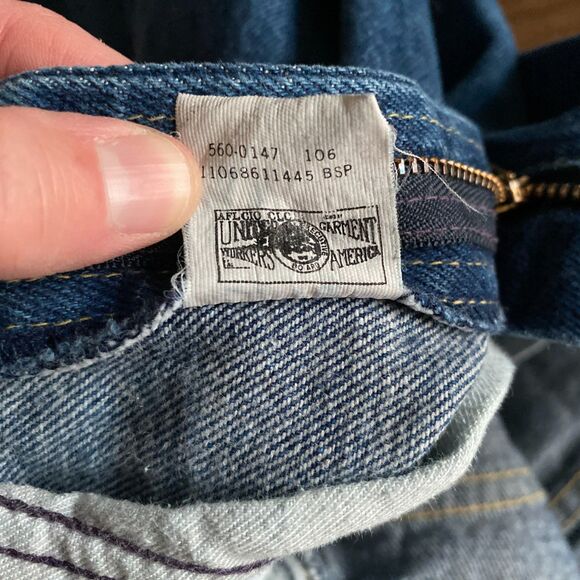 560-0147 106
11068611445 BSP
AFL.CIO CLC
UNITED GARMENT
WORKERS AMERICA